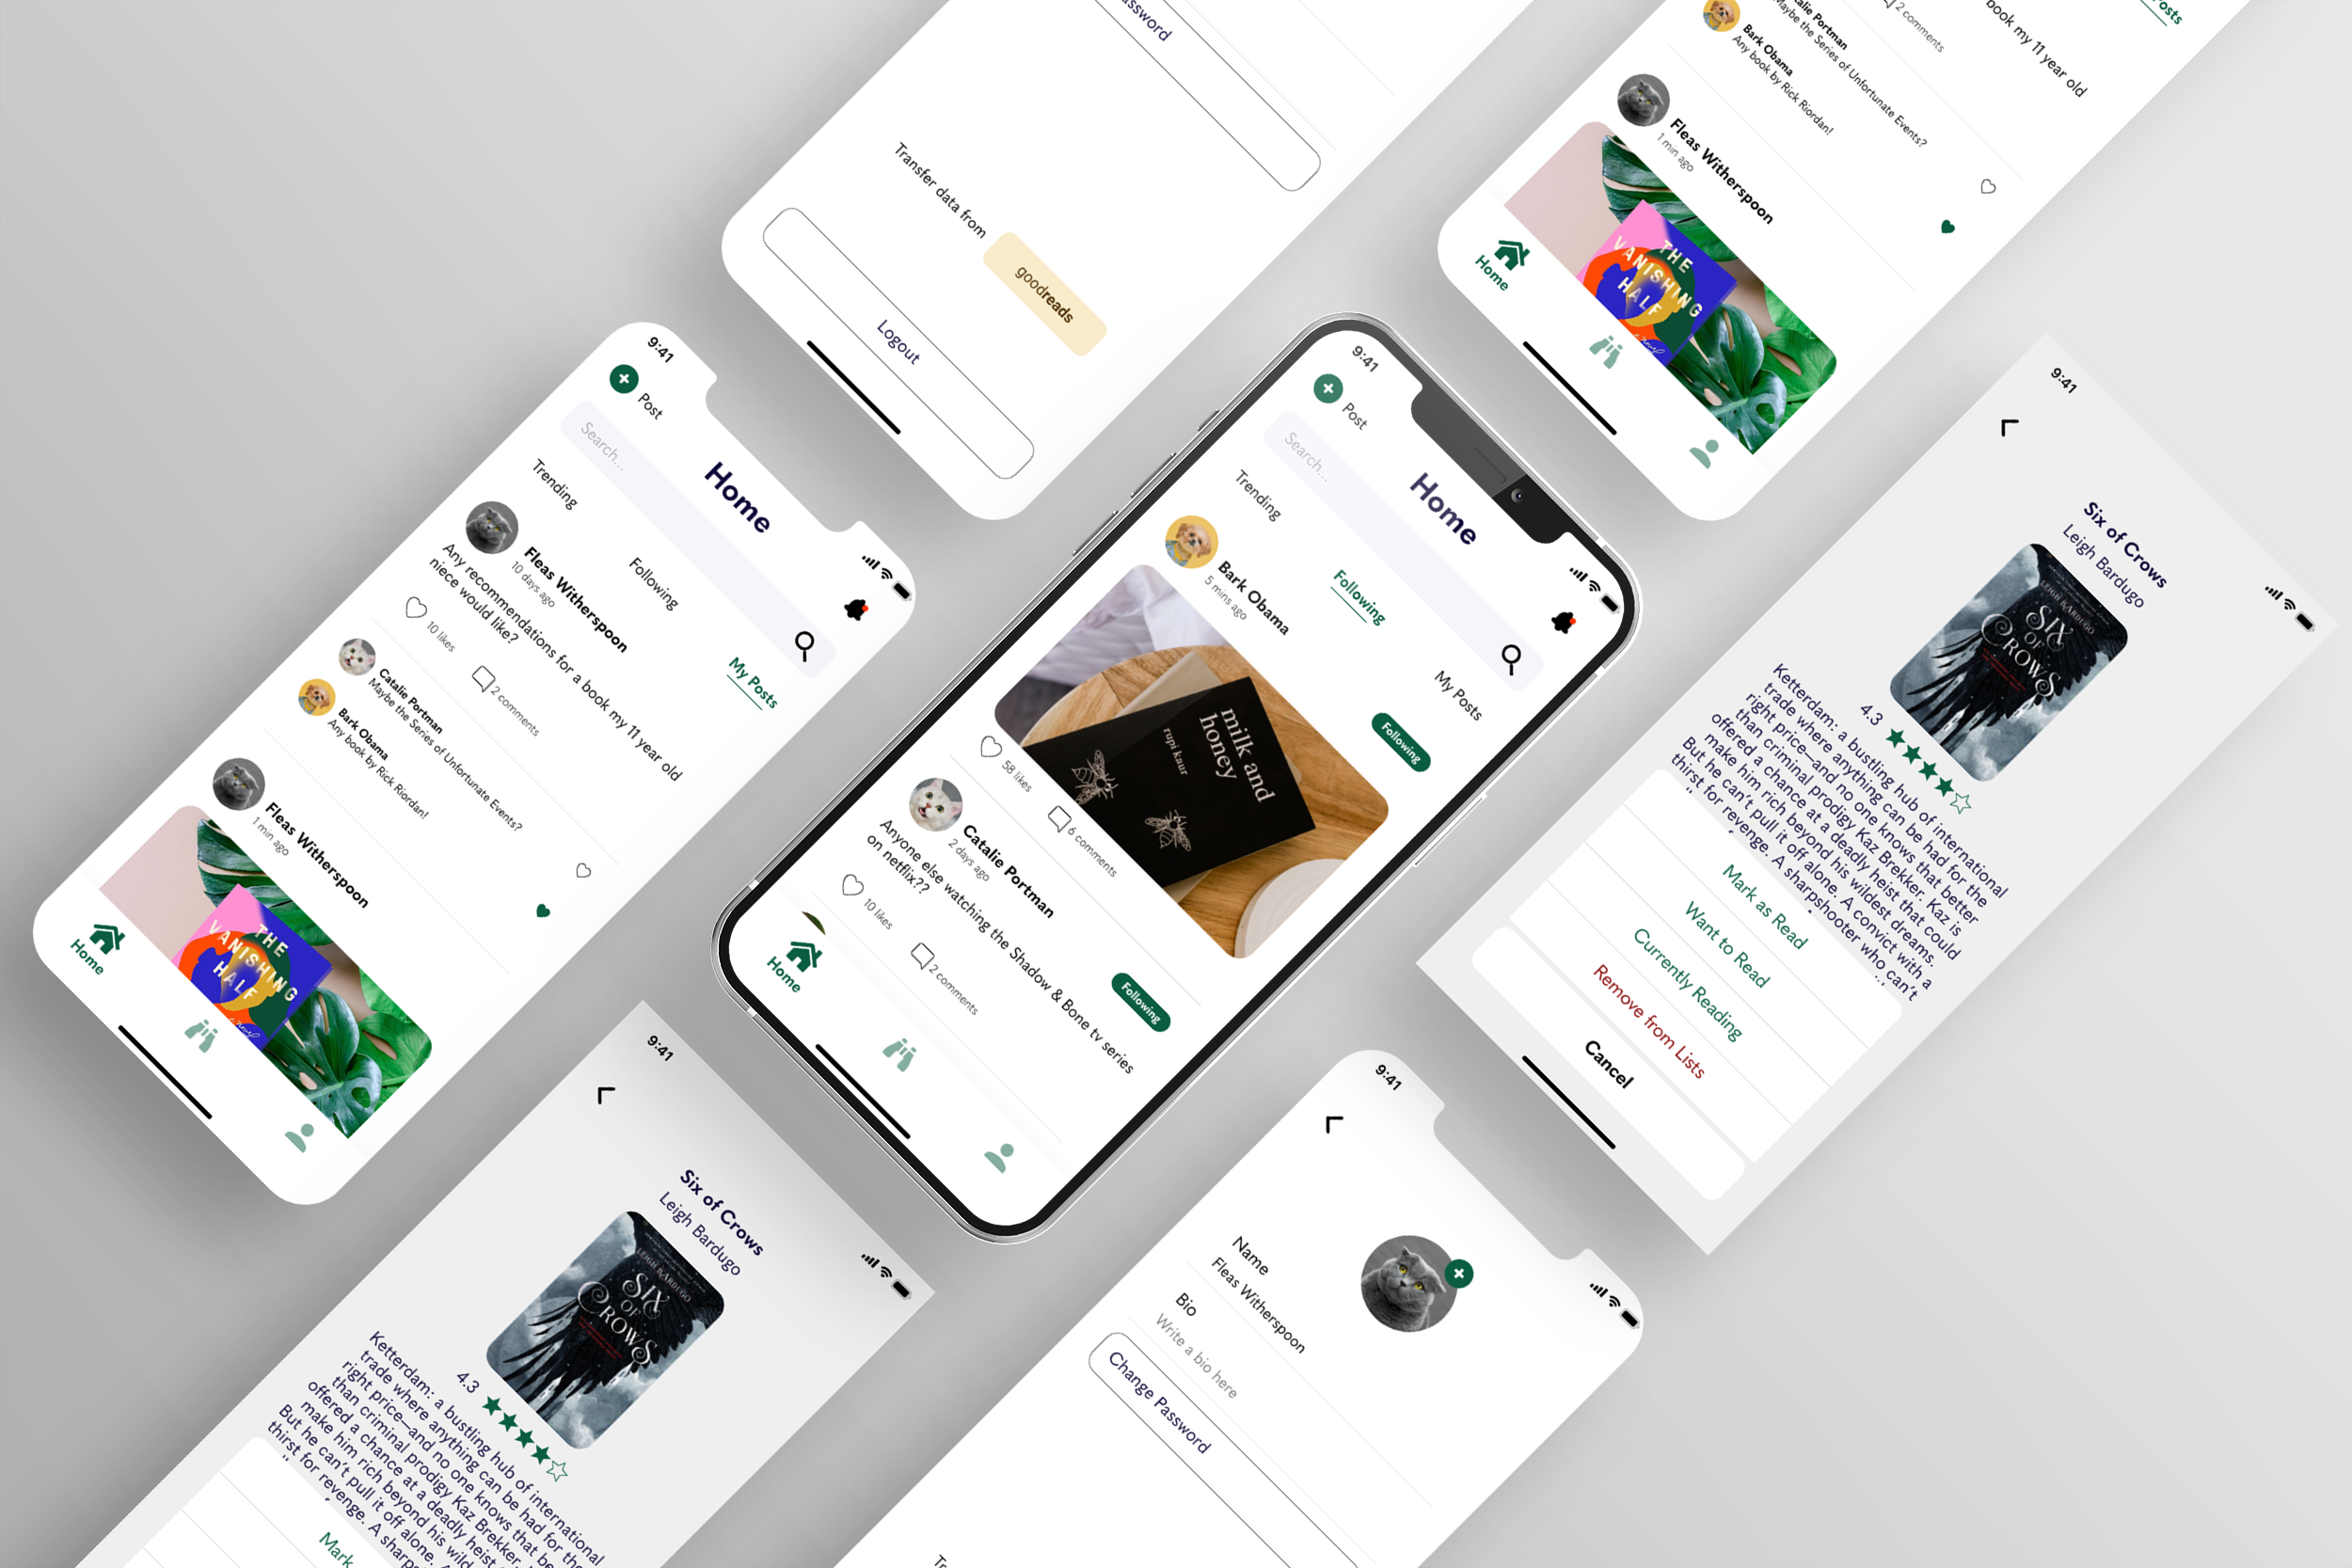 assword
Transfer data from
goodreads
Logout
Posts
book my 11 year old
2 comments
Catalie Portman
Maybe the Series of Unfortunate Events?
Bark Obama
Any book by Rick Riordan!
Fleas Witherspoon
1 min ago
THE
VANISHING
HALF
Home
9:41
Post
Home
Search...
Trending
Following
My Posts
Fleas Witherspoon
10 days ago
Any recommendations for a book my 11 year old
niece would like?
10 likes
2 comments
Catalie Portman
Maybe the Series of Unfortunate Events?
Bark Obama
Any book by Rick Riordan!
Fleas Witherspoon
1 min ago
THE
VANISHING
HALF
Home
9:41
Post
Home
Search...
Trending
Following
My Posts
Bark Obama
5 mins ago
Following
milk and
honey
rupi kaur
58 likes
6 comments
Catalie Portman
2 days ago
Following
Anyone else watching the Shadow & Bone tv series
on netflix??
10 likes
2 comments
Home
9:41
Six of Crows
Leigh Bardugo
LEIGH BARDUGO
SIX
OF
CROWS
4.3
Ketterdam: a bustling hub of international
trade where anything can be had for the
right price—and no one knows that better
than criminal prodigy Kaz Brekker. Kaz is
offered a chance at a deadly heist that could
make him rich beyond his wildest dreams.
But he can't pull it off alone. A convict with a
thirst for revenge. A sharpshooter who can't
Mark as Read
Want to Read
Currently Reading
Remove from Lists
Cancel
9:41
Six of Crows
Leigh Bardugo
LEIGH BARDUGO
SIX
OF
CROWS
4.3
Ketterdam: a bustling hub of international
trade where anything can be had for the
right price—and no one knows that be
than criminal prodigy Kaz Brekker.
offered a chance at a deadly heist
make him rich beyond his wild
But he can't pull it off alone.
thirst for revenge. A sharps
Mark
9:41
Name
Fleas Witherspoon
Bio
Write a bio here
Change Password
Tr